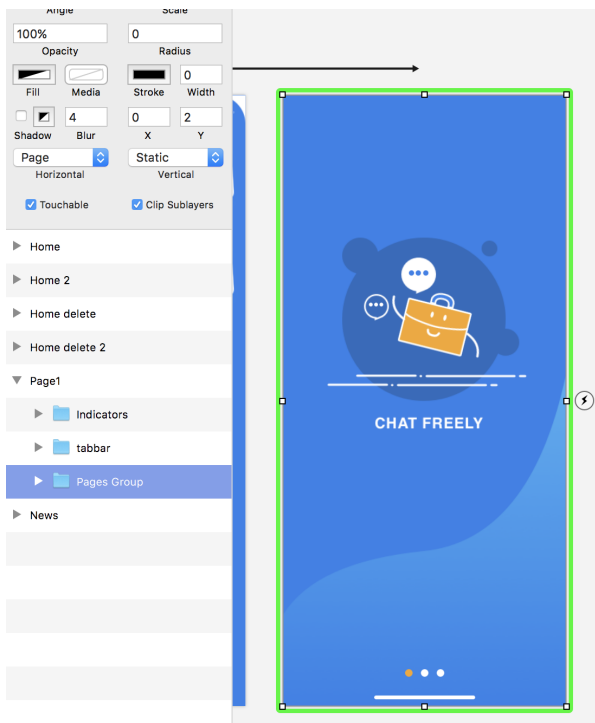 Angle Scale
100% 0
Opacity Radius
0
Fill Media Stroke Width
4 0 2
Shadow Blur X Y
Page Static
Horizontal Vertical
Touchable Clip Sublayers
Home
Home 2
Home delete
Home delete 2
Page1
Indicators
tabbar
Pages Group
News
CHAT FREELY